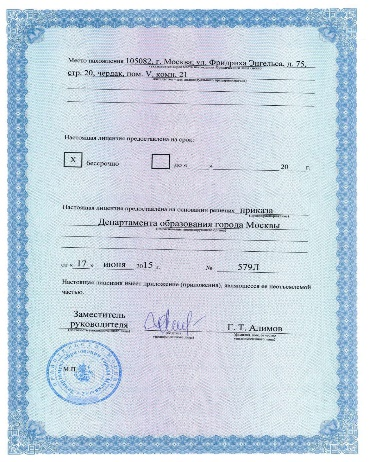 Место нахождения 105082, г. Москва, ул. Фридриха Энгельса, д. 75,
стр. 20, чердак, пом. V, комн. 21
Настоящая лицензия предоставлена на срок:
X бессрочно до « » 20 г.
Настоящая лицензия предоставлена на основании решения приказа
Департамента образования города Москвы
от « 17 » июня 2015 г. № 579Л
Настоящая лицензия имеет приложение (приложения), являющееся ее неотъемлемой
частью.
Заместитель
руководителя
Г. Т. Алимов
М.П.